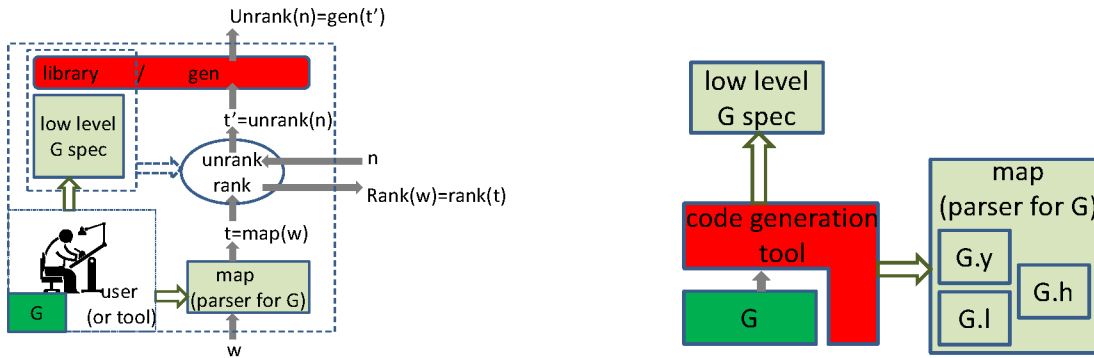 Unrank(n)=gen(t’)
library / gen
low level
G spec
t’=unrank(n)
unrank
n
rank
Rank(w)=rank(t)
t=map(w)
map
(parser for G)
user
(or tool)
G
w
low level
G spec
code generation
tool
G
map
(parser for G)
G.y
G.h
G.l